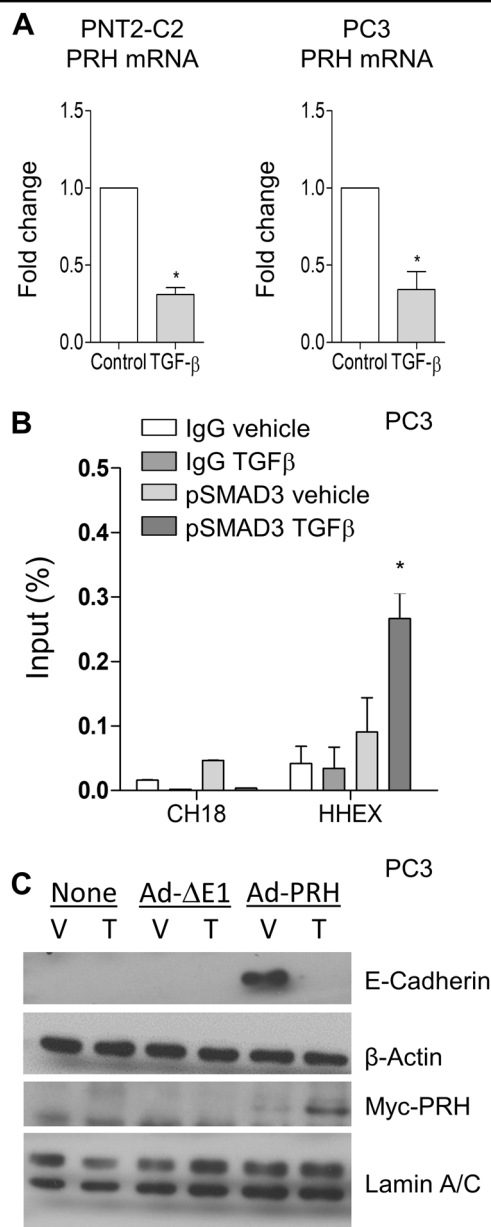 A
PNT2-C2
PRH mRNA
PC3
PRH mRNA
Fold change
1.5
1.0
0.5
0.0
*
Control TGF-β
Fold change
1.5
1.0
0.5
0.0
*
Control TGF-β
B
PC3
IgG vehicle
IgG TGFβ
pSMAD3 vehicle
pSMAD3 TGFβ
Input (%)
0.5
0.4
0.3
0.2
0.1
0.0
*
CH18 HHEX
C
PC3
None Ad-ΔE1 Ad-PRH
V T V T V T
E-Cadherin
β-Actin
Myc-PRH
Lamin A/C